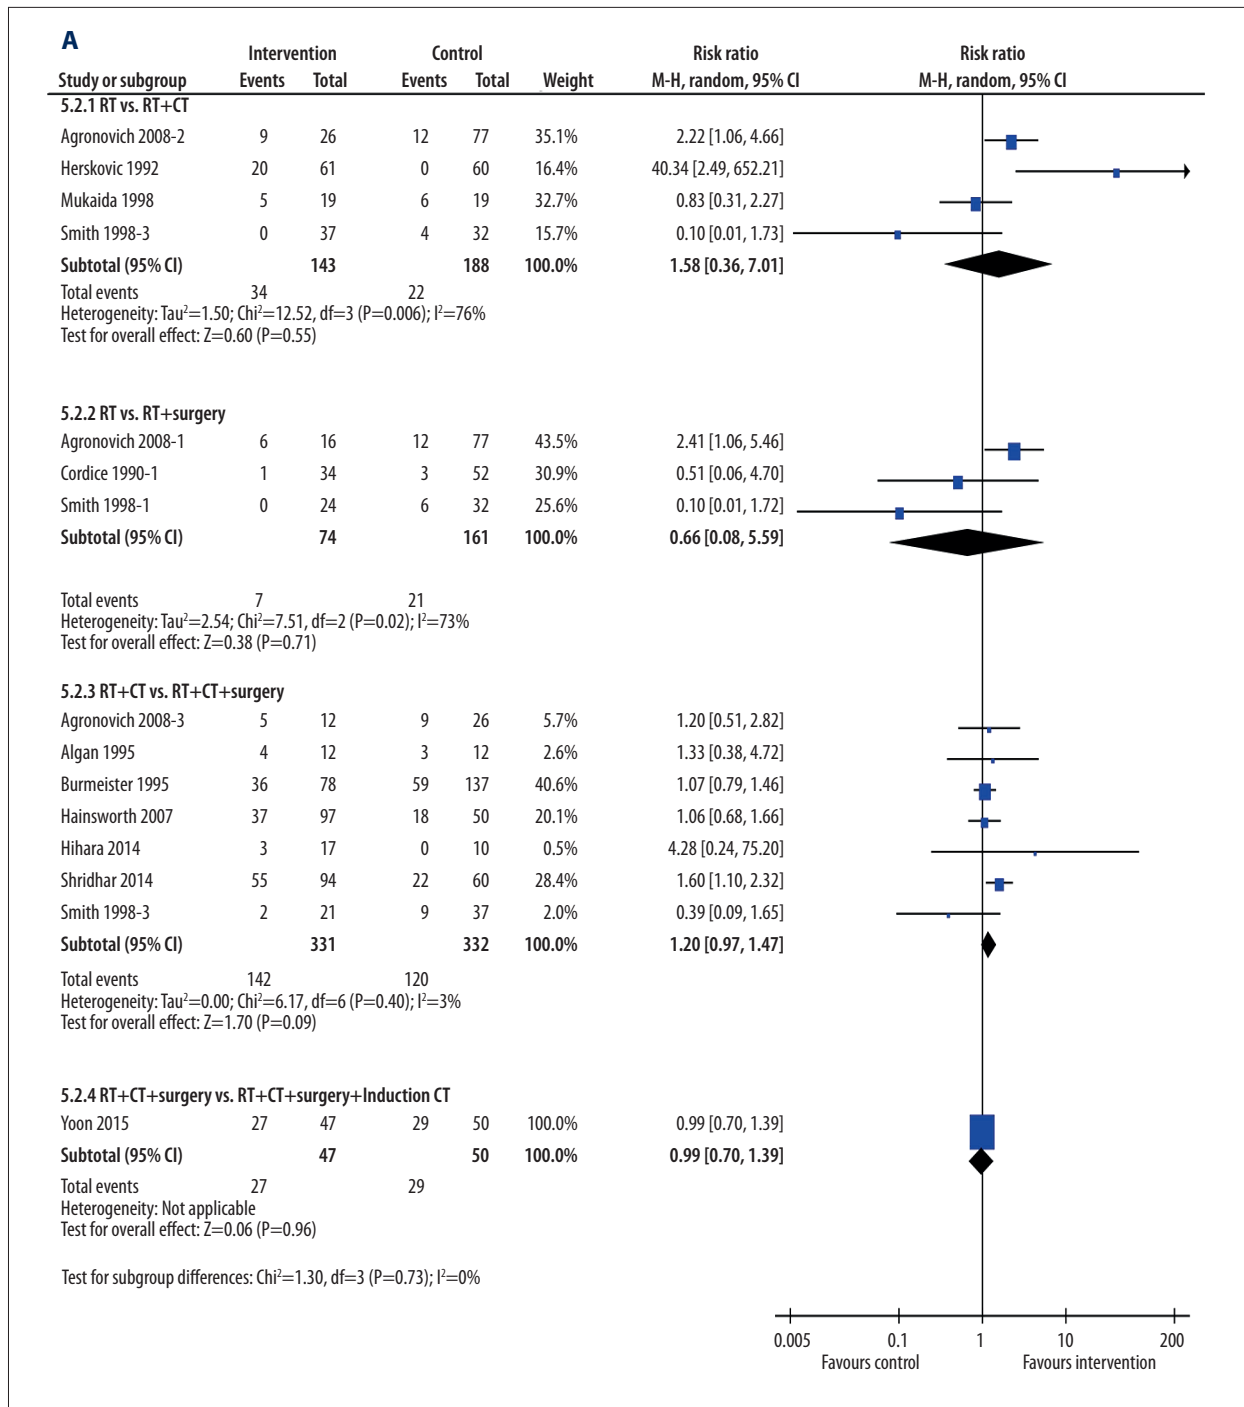 A
Intervention Control Risk ratio Risk ratio
Study or subgroup Events Total Events Total Weight M-H, random, 95% CI M-H, random, 95% CI
5.2.1 RT vs. RT+CT
Agronovich 2008-2 9 26 12 77 35.1% 2.22 [1.06, 4.66]
Herskovic 1992 20 61 0 60 16.4% 40.34 [2.49, 652.21]
Mukaida 1998 5 19 6 19 32.7% 0.83 [0.31, 2.27]
Smith 1998-3 0 37 4 32 15.7% 0.10 [0.01, 1.73]
Subtotal (95% CI) 143 188 100.0% 1.58 [0.36, 7.01]
Total events 34 22
Heterogeneity: Tau²=1.50; Chi²=12.52, df=3 (P=0.006); I²=76%
Test for overall effect: Z=0.60 (P=0.55)
5.2.2 RT vs. RT+surgery
Agronovich 2008-1 6 16 12 77 43.5% 2.41 [1.06, 5.46]
Cordice 1990-1 1 34 3 52 30.9% 0.51 [0.06, 4.70]
Smith 1998-1 0 24 6 32 25.6% 0.10 [0.01, 1.72]
Subtotal (95% CI) 74 161 100.0% 0.66 [0.08, 5.59]
Total events 7 21
Heterogeneity: Tau²=2.54; Chi²=7.51, df=2 (P=0.02); I²=73%
Test for overall effect: Z=0.38 (P=0.71)
5.2.3 RT+CT vs. RT+CT+surgery
Agronovich 2008-3 5 12 9 26 5.7% 1.20 [0.51, 2.82]
Algan 1995 4 12 3 12 2.6% 1.33 [0.38, 4.72]
Burmeister 1995 36 78 59 137 40.6% 1.07 [0.79, 1.46]
Hainsworth 2007 37 97 18 50 20.1% 1.06 [0.68, 1.66]
Hihara 2014 3 17 0 10 0.5% 4.28 [0.24, 75.20]
Shridhar 2014 55 94 22 60 28.4% 1.60 [1.10, 2.32]
Smith 1998-3 2 21 9 37 2.0% 0.39 [0.09, 1.65]
Subtotal (95% CI) 331 332 100.0% 1.20 [0.97, 1.47]
Total events 142 120
Heterogeneity: Tau²=0.00; Chi²=6.17, df=6 (P=0.40); I²=3%
Test for overall effect: Z=1.70 (P=0.09)
5.2.4 RT+CT+surgery vs. RT+CT+surgery+Induction CT
Yoon 2015 27 47 29 50 100.0% 0.99 [0.70, 1.39]
Subtotal (95% CI) 47 50 100.0% 0.99 [0.70, 1.39]
Total events 27 29
Heterogeneity: Not applicable
Test for overall effect: Z=0.06 (P=0.96)
Test for subgroup differences: Chi²=1.30, df=3 (P=0.73); I²=0%
0.005 0.1 1 10 200
Favours control Favours intervention